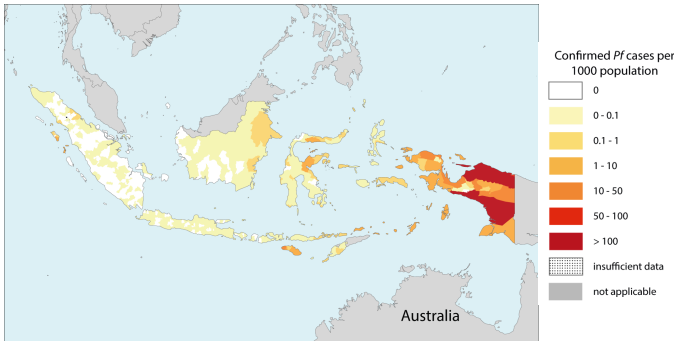 Confirmed Pf cases per
1000 population
0
0 - 0.1
0.1 - 1
1 - 10
10 - 50
50 - 100
> 100
insufficient data
not applicable
Australia